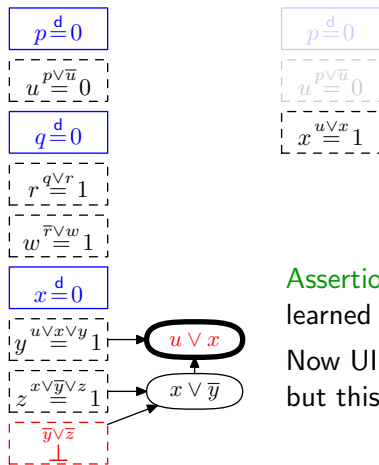 p d= 0
u p∨u̅= 0
q d= 0
r q∨r= 1
w r̅∨w= 1
x d= 0
y u∨x∨y= 1
z x∨y̅∨z= 1
y̅∨z̅
⊥
u ∨ x
x ∨ y̅
p d= 0
u p∨u̅= 0
x u∨x= 1
Assertio
learned
Now UI
but this